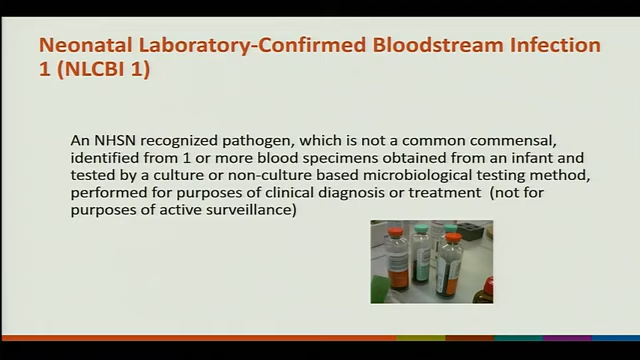 Neonatal Laboratory-Confirmed Bloodstream Infection
1 (NLCBI 1)
An NHSN recognized pathogen, which is not a common commensal,
identified from 1 or more blood specimens obtained from an infant and
tested by a culture or non-culture based microbiological testing method,
performed for purposes of clinical diagnosis or treatment (not for
purposes of active surveillance)